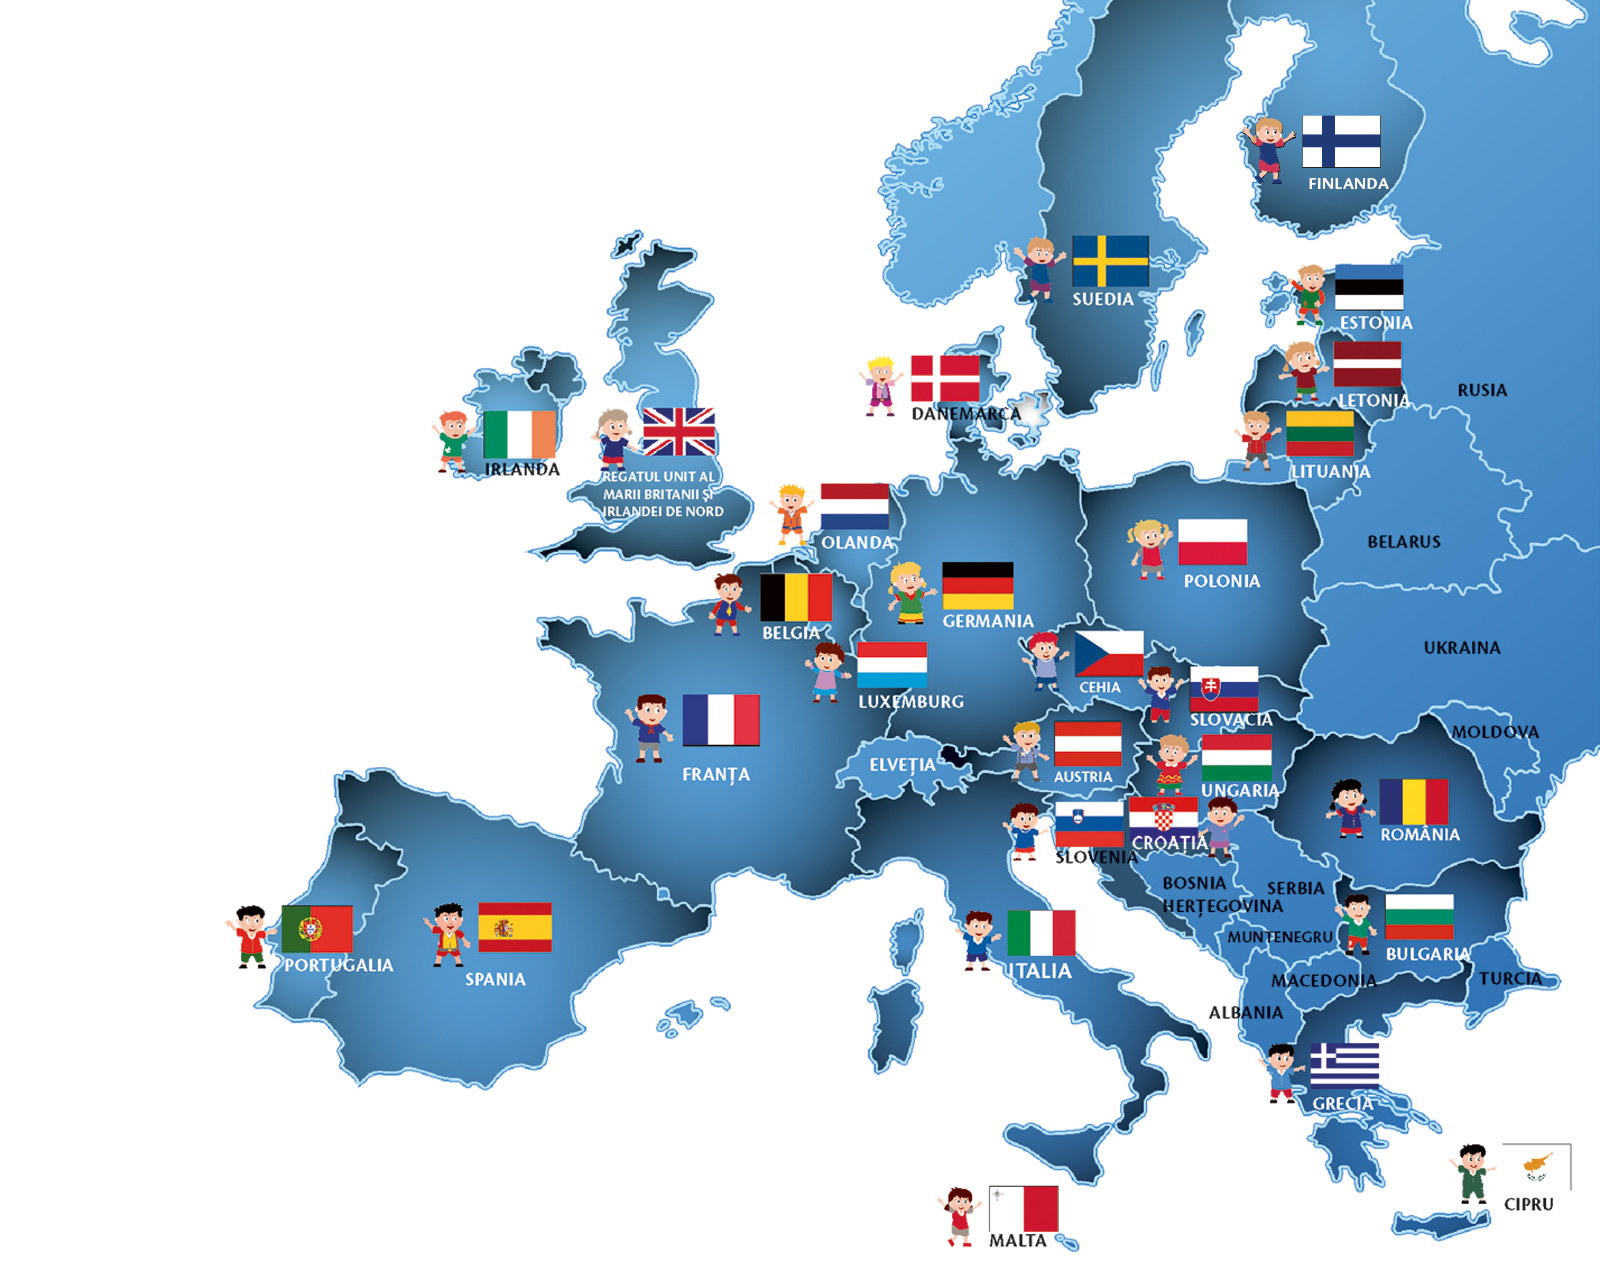 FINLANDA
SUEDIA
ESTONIA
LETONIA
RUSIA
DANEMARCA
LITUANIA
IRLANDA
REGATUL UNIT AL
MARII BRITANII ȘI
IRLANDEI DE NORD
OLANDA
BELARUS
POLONIA
BELGIA
GERMANIA
UKRAINA
CEHIA
LUXEMBURG
SLOVACIA
MOLDOVA
FRANȚA
ELVEȚIA
AUSTRIA
UNGARIA
ROMÂNIA
CROAȚIA
SLOVENIA
BOSNIA
HERȚEGOVINA
SERBIA
MUNTENEGRU
BULGARIA
PORTUGALIA
SPANIA
ITALIA
MACEDONIA
TURCIA
ALBANIA
GRECIA
CIPRU
MALTA